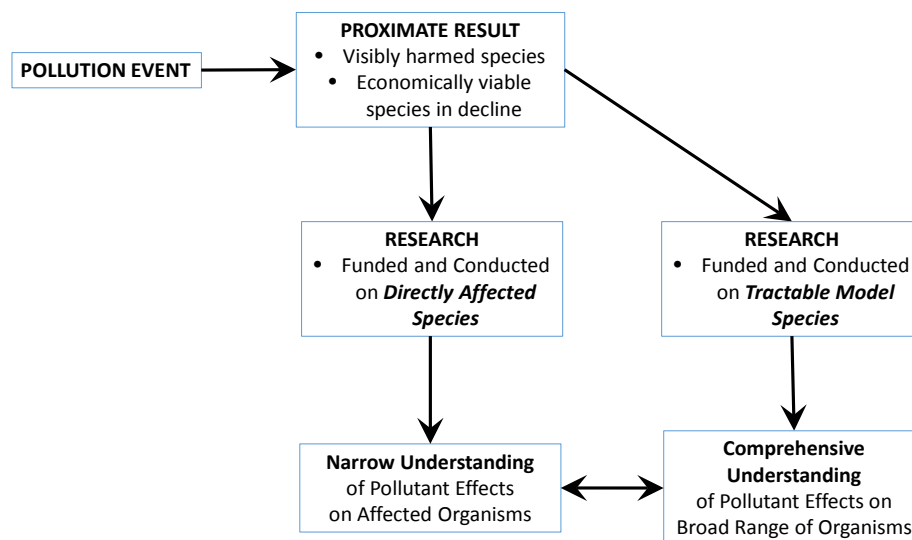 POLLUTION EVENT
PROXIMATE RESULT
• Visibly harmed species
• Economically viable
species in decline
RESEARCH
• Funded and Conducted
on Directly Affected
Species
RESEARCH
• Funded and Conducted
on Tractable Model
Species
Narrow Understanding
of Pollutant Effects
on Affected Organisms
Comprehensive
Understanding
of Pollutant Effects on
Broad Range of Organisms